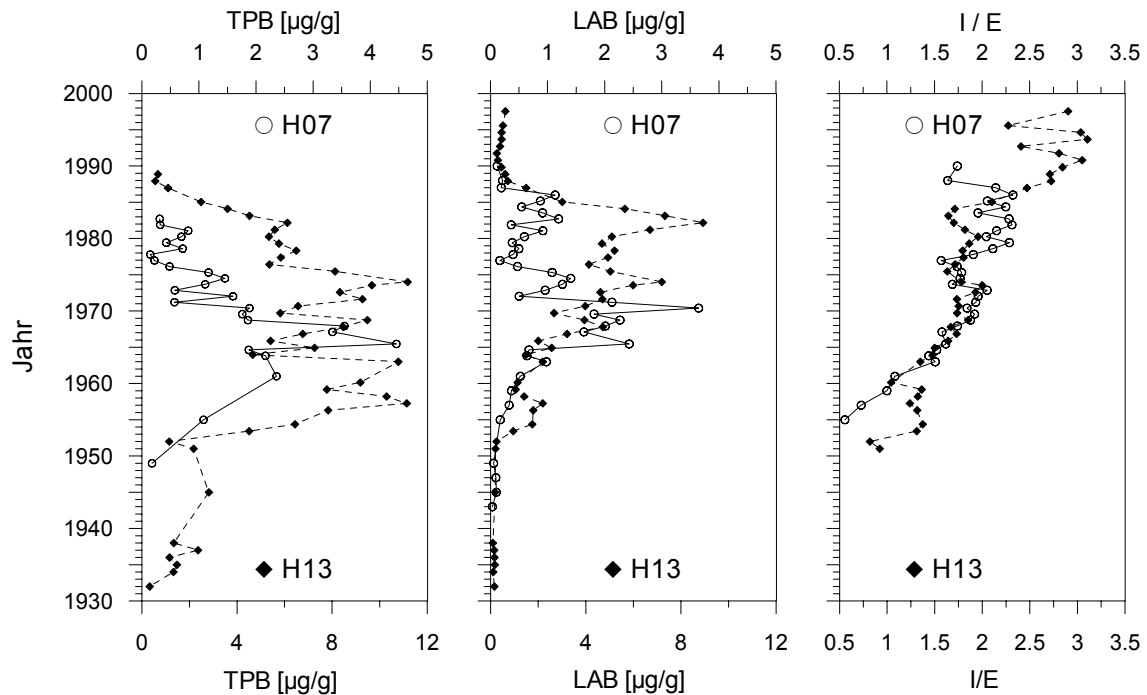 TPB [µg/g] LAB [µg/g] I / E
0 1 2 3 4 5 0 1 2 3 4 5 0.5 1 1.5 2 2.5 3 3.5
2000
H07 H07 H07
1990
1980
1970
Jahr
1960
1950
1940
H13 H13 H13
1930
0 4 8 12 0 4 8 12 0.5 1 1.5 2 2.5 3 3.5
TPB [µg/g] LAB [µg/g] I/E